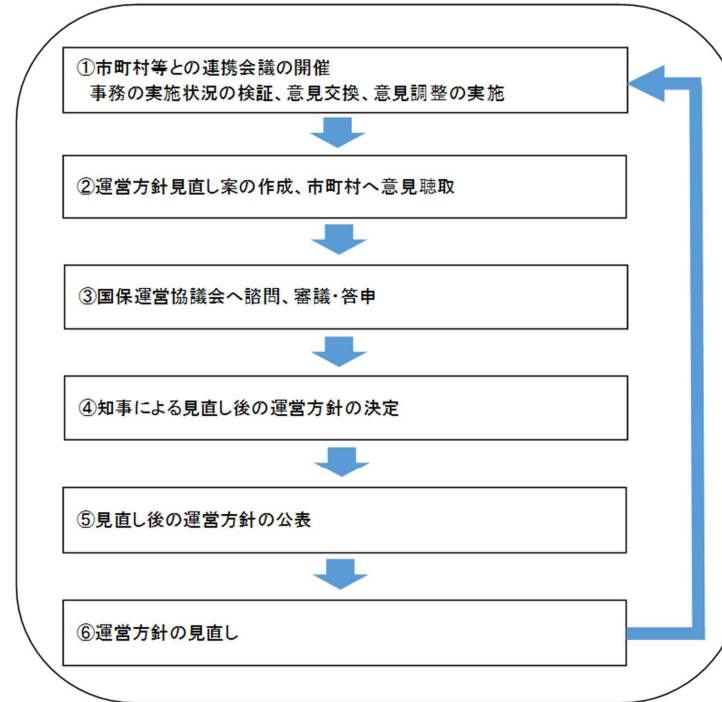 ①市町村等との連携会議の開催
事務の実施状況の検証、意見交換、意見調整の実施
②運営方針見直し案の作成、市町村へ意見聴取
③国保運営協議会へ諮問、審議・答申
④知事による見直し後の運営方針の決定
⑤見直し後の運営方針の公表
⑥運営方針の見直し